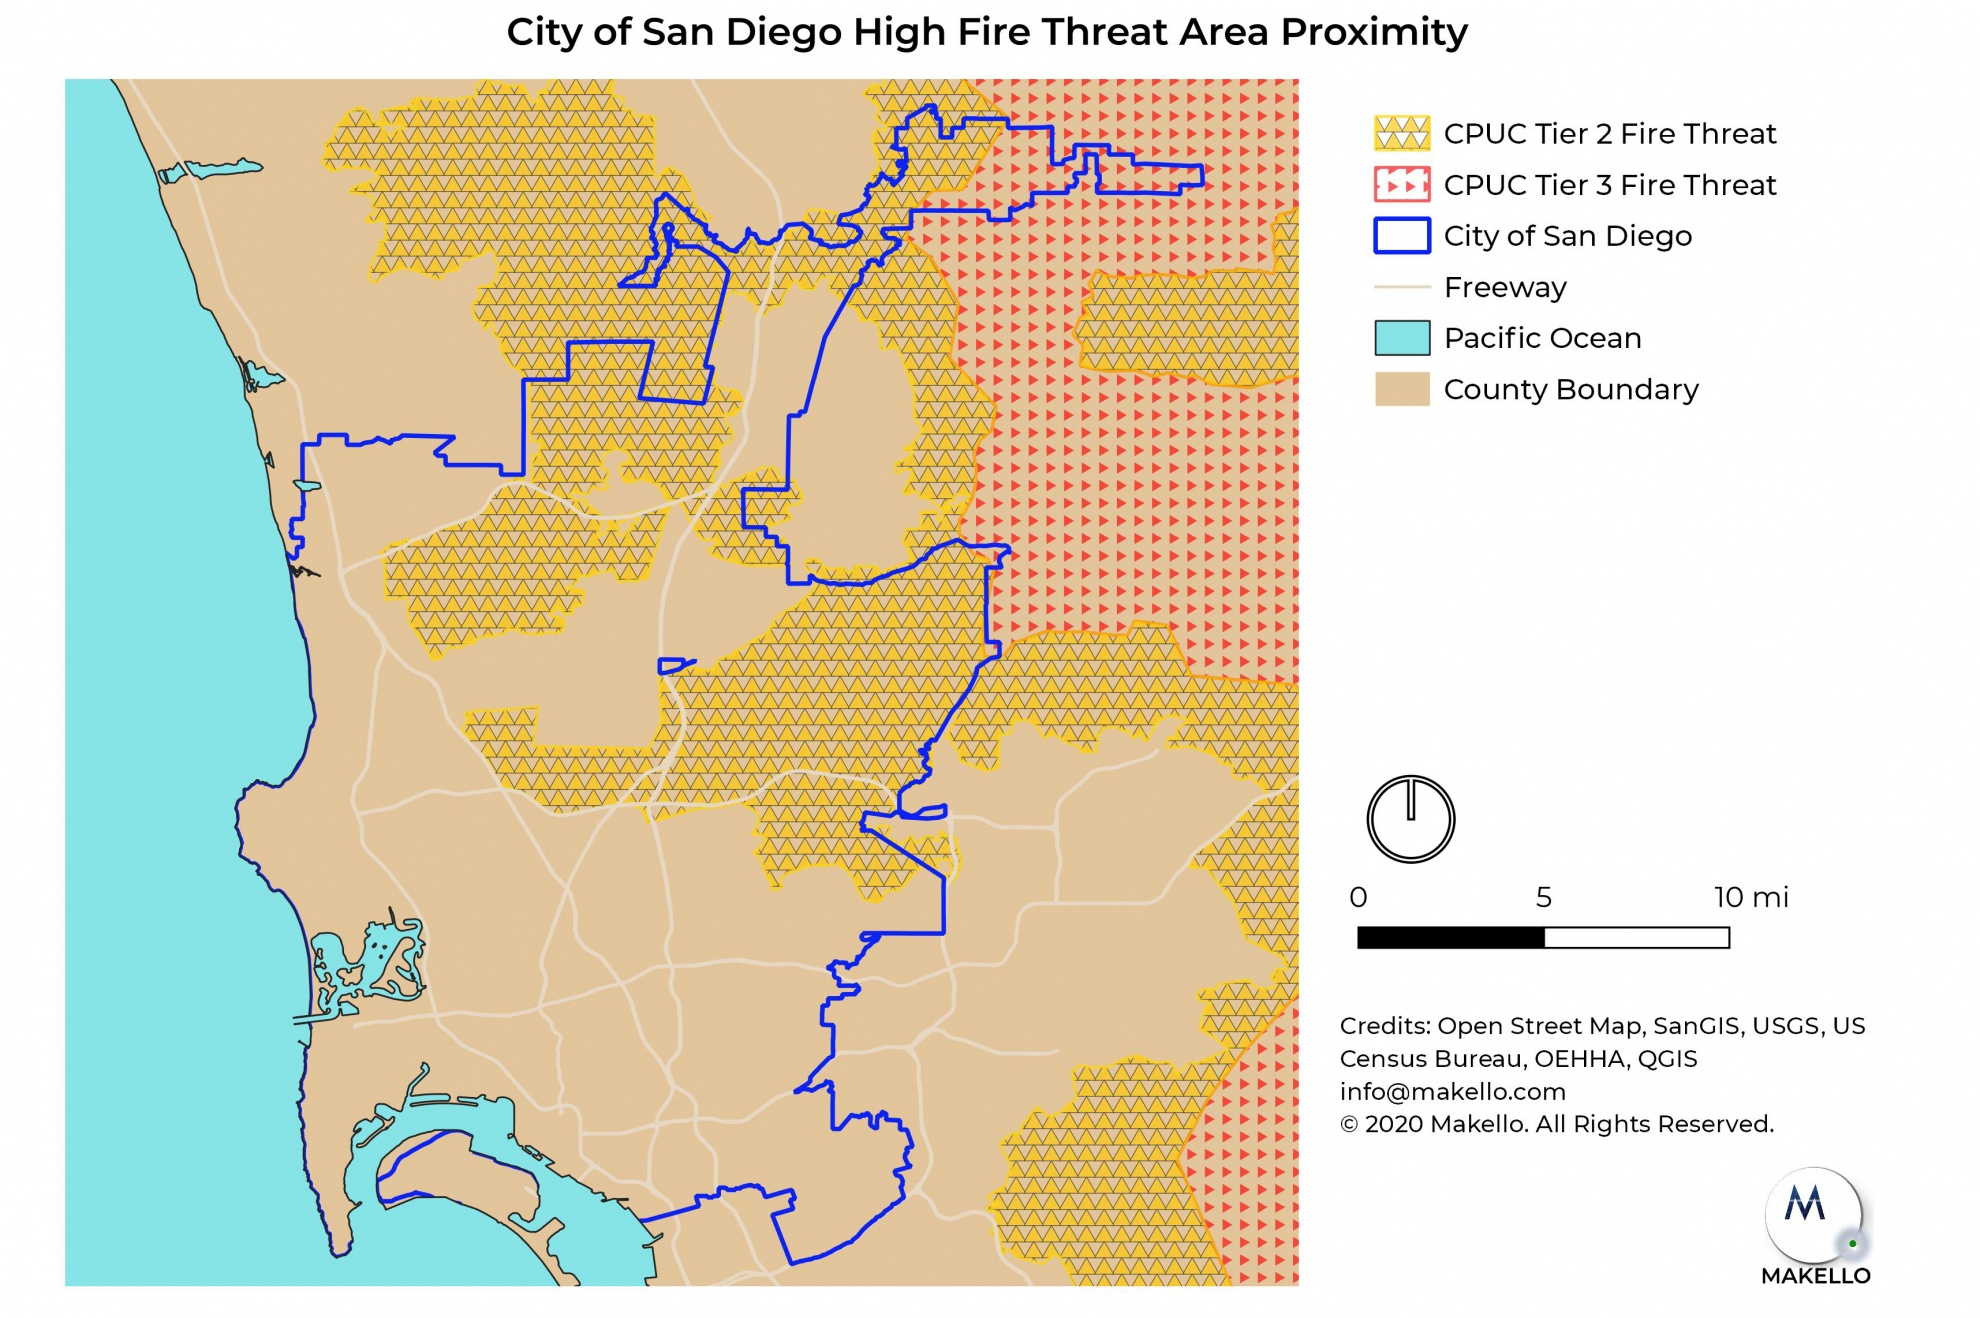 City of San Diego High Fire Threat Area Proximity
CPUC Tier 2 Fire Threat
CPUC Tier 3 Fire Threat
City of San Diego
Freeway
Pacific Ocean
County Boundary
0 5 10 mi
Credits: Open Street Map, SanGIS, USGS, US
Census Bureau, OEHHA, QGIS
info@makello.com
© 2020 Makello. All Rights Reserved.
M
MAKELLO